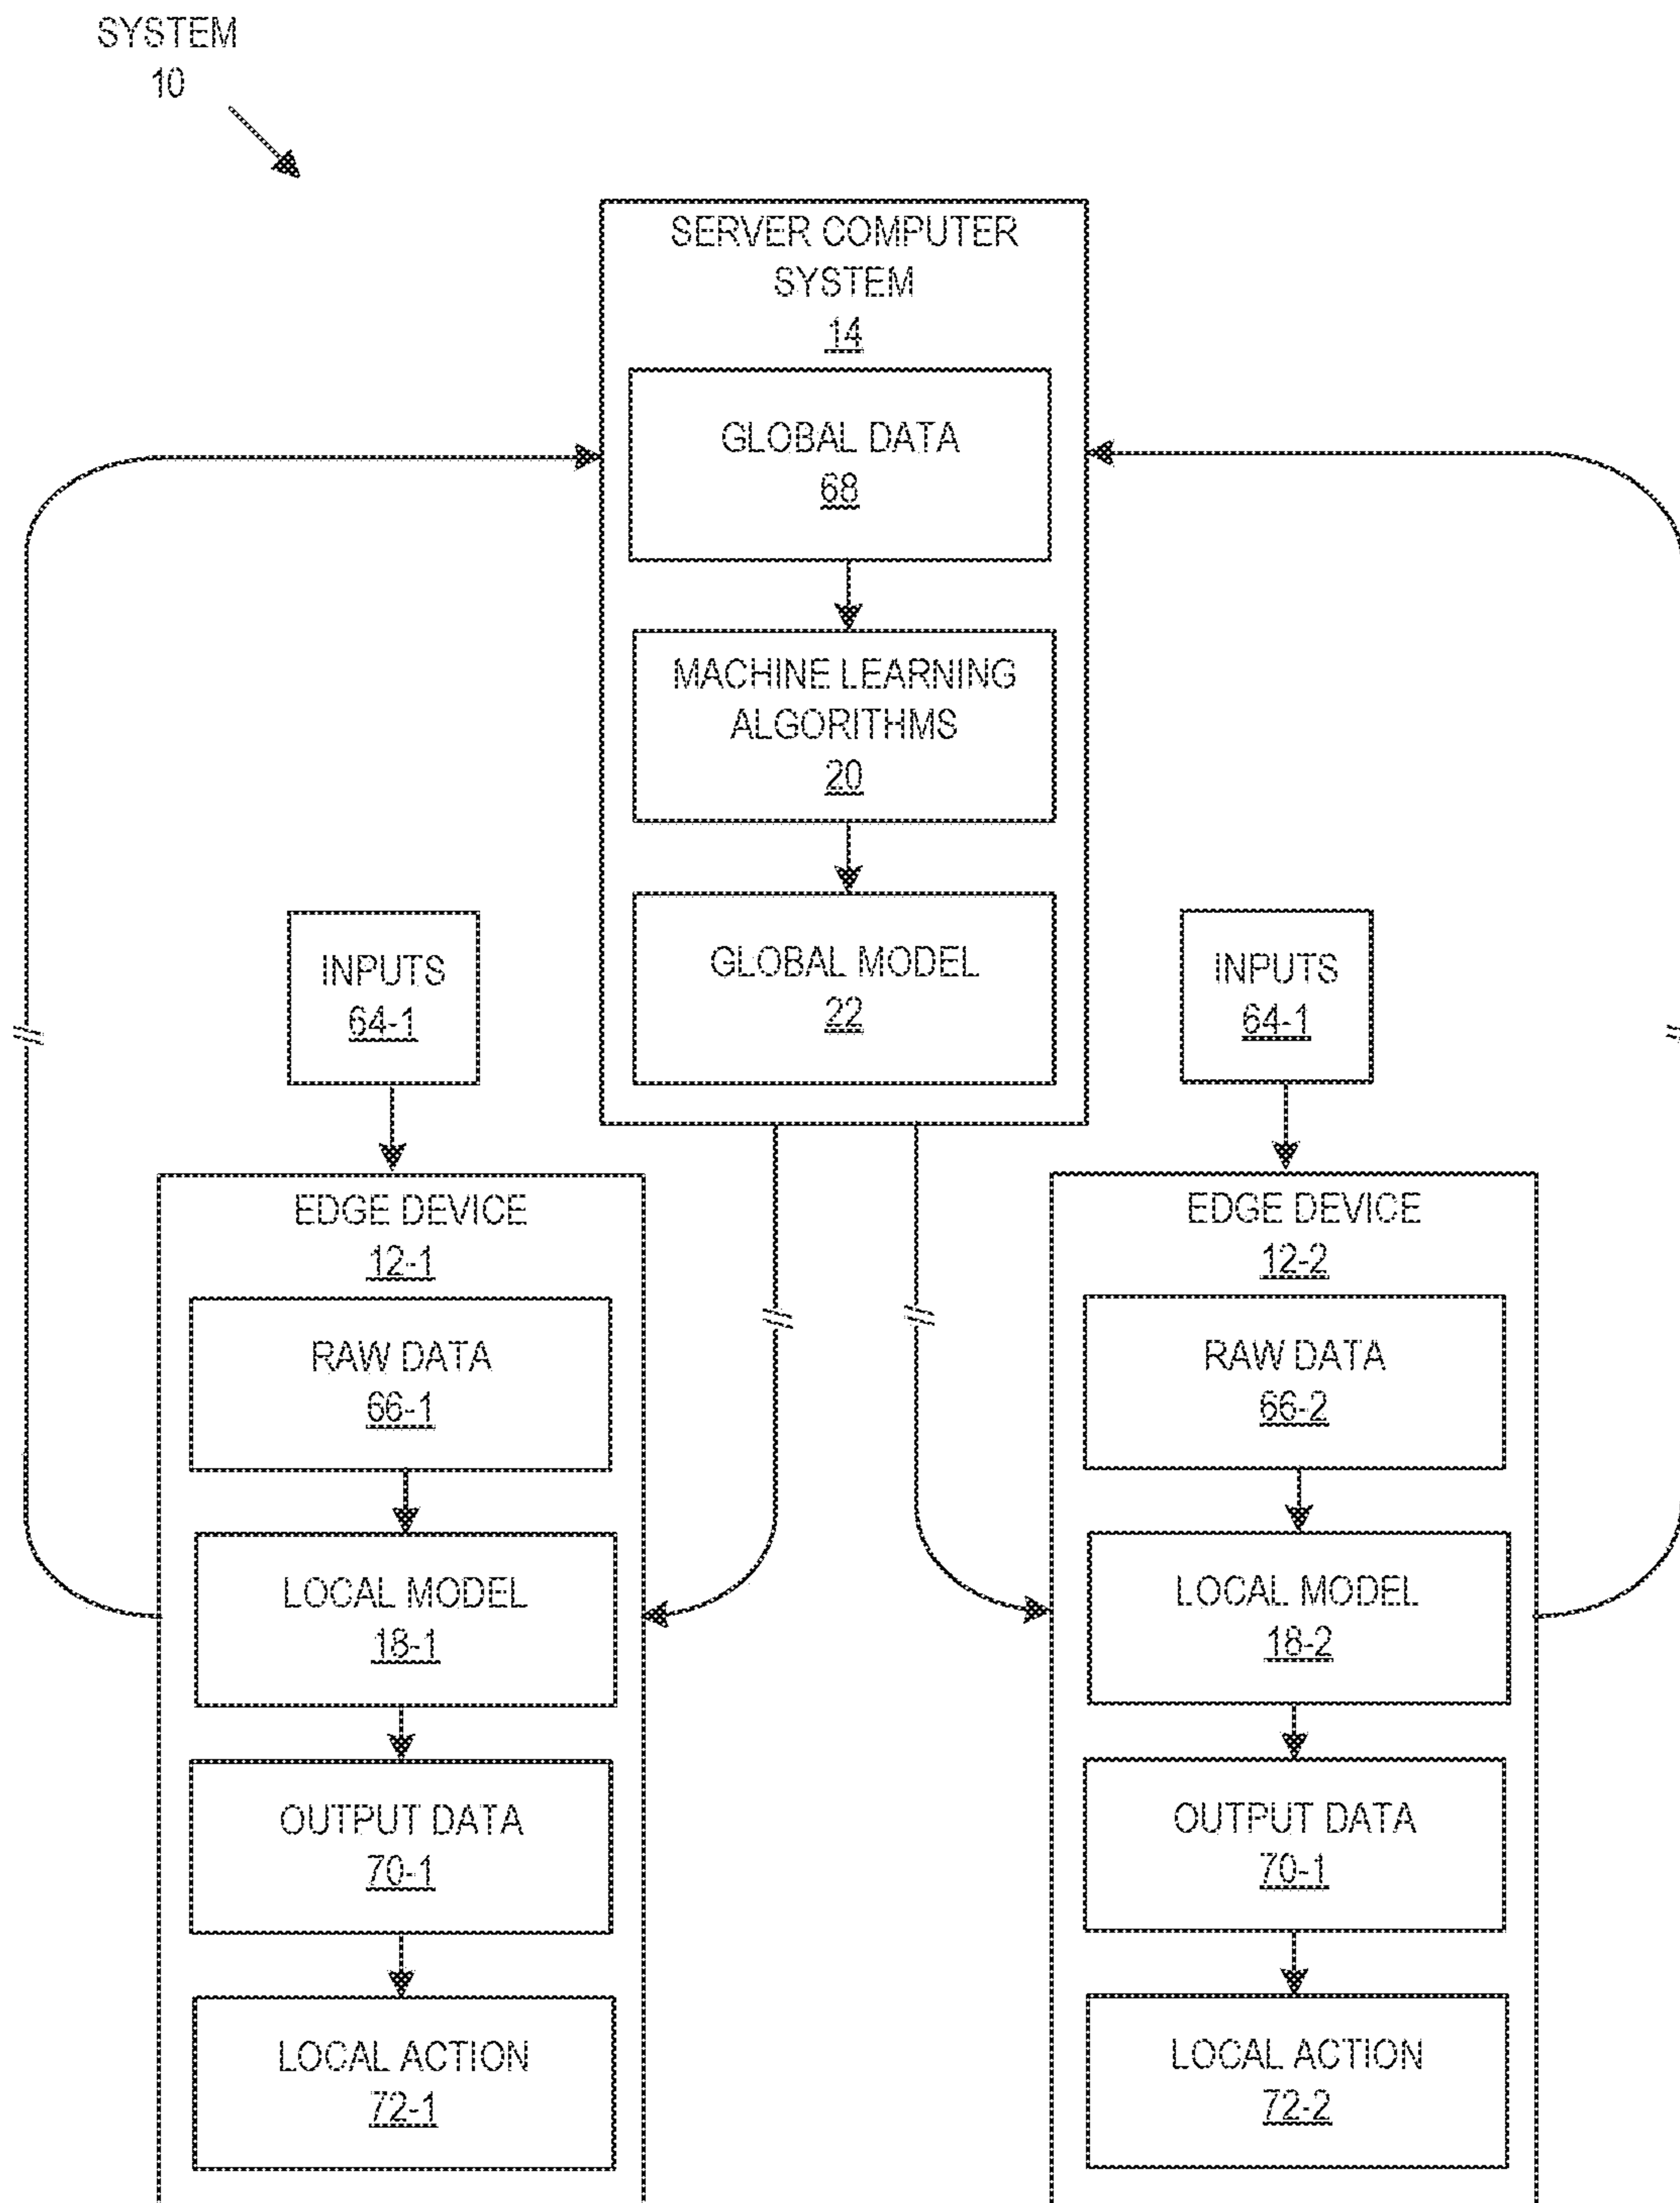 SYSTEM
10
SERVER COMPUTER
SYSTEM
14
GLOBAL DATA
68
MACHINE LEARNING
ALGORITHMS
20
GLOBAL MODEL
22
INPUTS
64-1
INPUTS
64-1
EDGE DEVICE
12-1
RAW DATA
66-1
LOCAL MODEL
18-1
OUTPUT DATA
70-1
LOCAL ACTION
72-1
EDGE DEVICE
12-2
RAW DATA
66-2
LOCAL MODEL
18-2
OUTPUT DATA
70-1
LOCAL ACTION
72-2